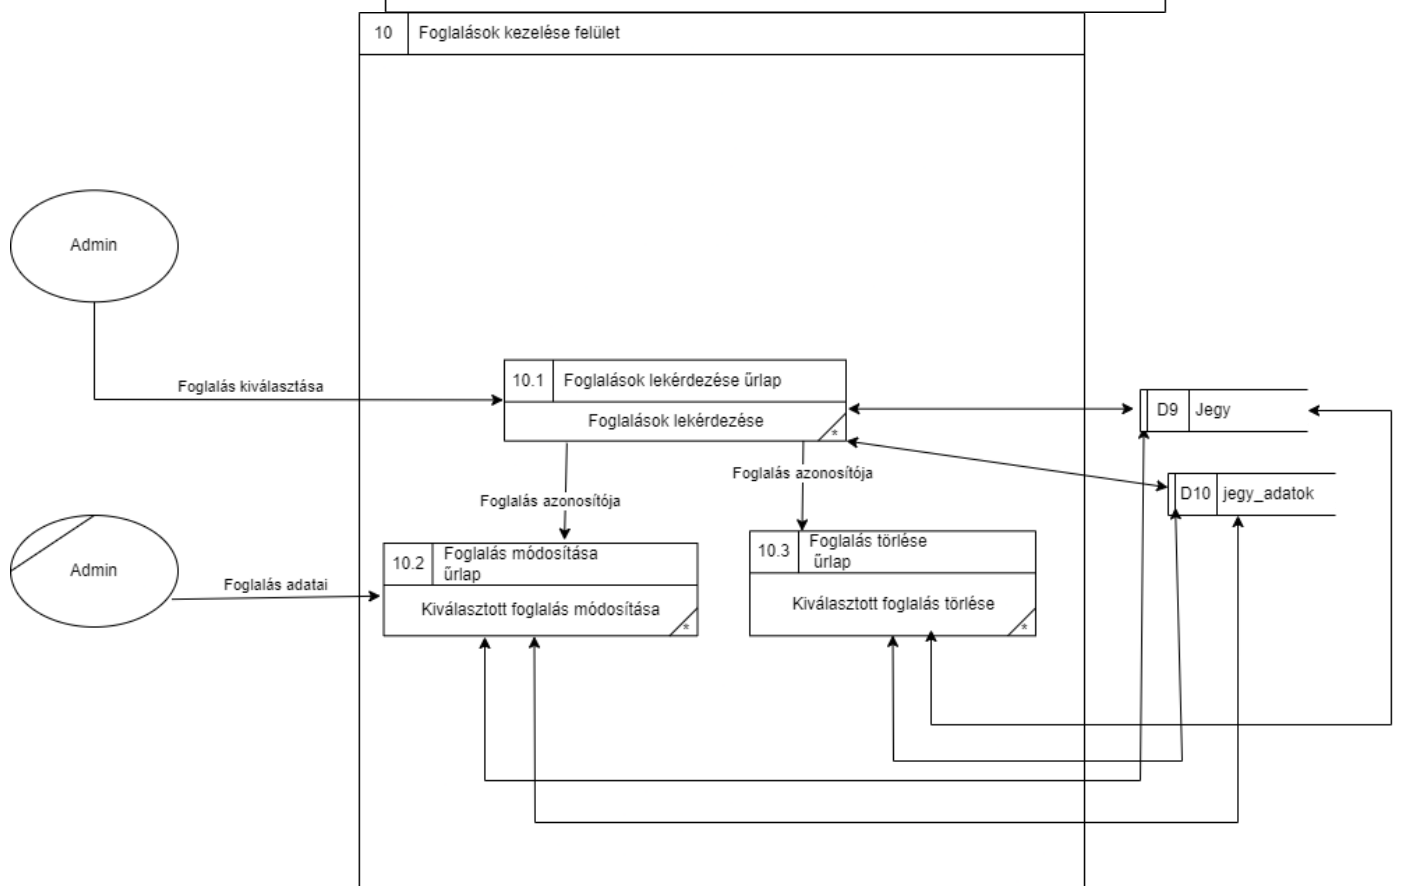 10 Foglalások kezelése felület
Admin
Foglalás kiválasztása
10.1 Foglalások lekérdezése űrlap
Foglalások lekérdezése
*
D9 Jegy
D10 jegy_adatok
Foglalás azonosítója
Foglalás azonosítója
Admin
Foglalás adatai
10.2 Foglalás módosítása
űrlap
Kiválasztott foglalás módosítása
*
10.3 Foglalás törlése
űrlap
Kiválasztott foglalás törlése
*